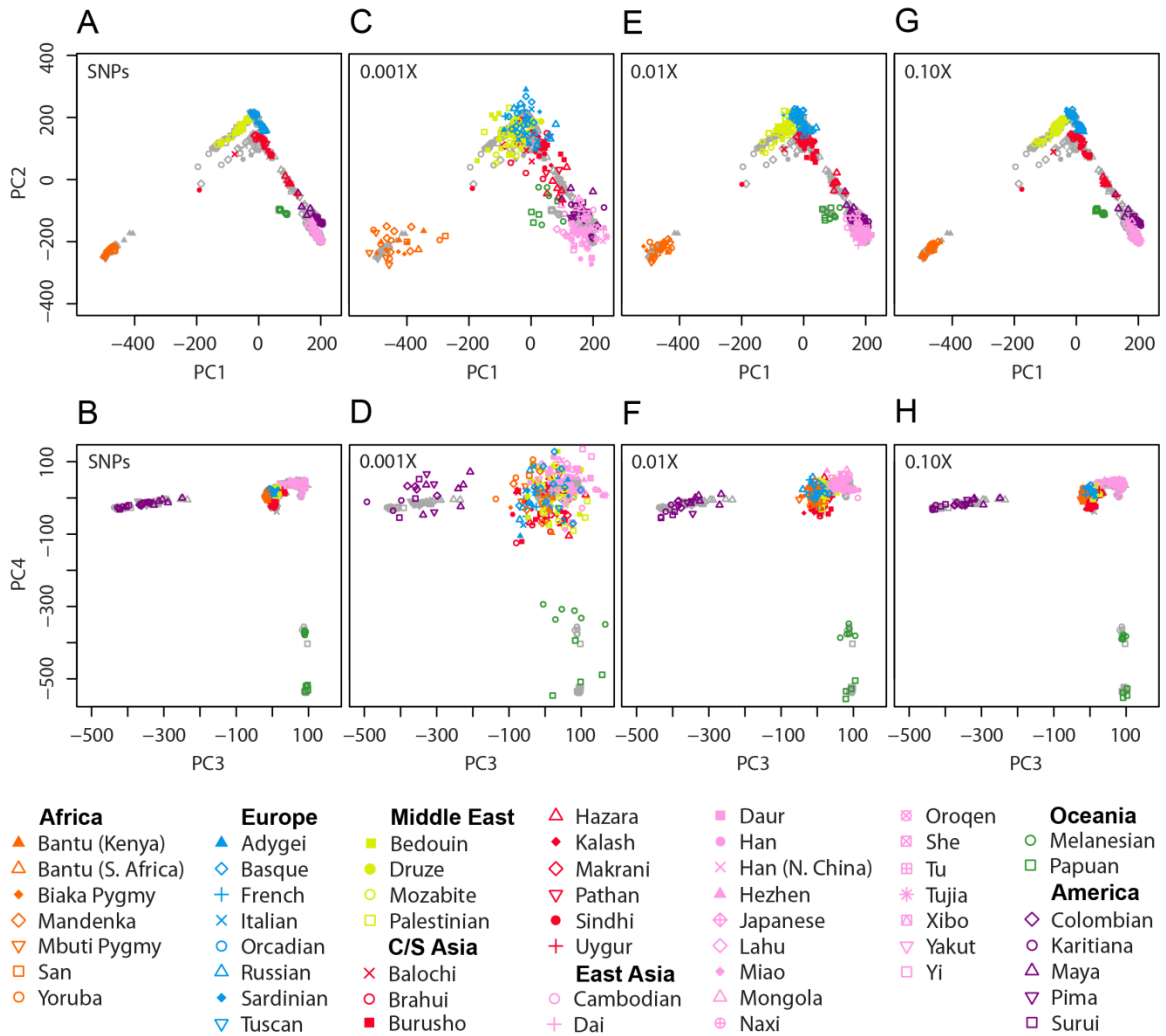 A C E G
SNPs 0.001X 0.01X 0.10X
400
200
0
−200
−400
PC2
−400 −200 0 200 −400 −200 0 200 −400 −200 0 200 −400 −200 0 200
PC1 PC1 PC1 PC1
B D F H
SNPs 0.001X 0.01X 0.10X
100
−100
−300
−500
PC4
−500 −300 −100 100 −500 −300 −100 100 −500 −300 −100 100 −500 −300 −100 100
PC3 PC3 PC3 PC3
Africa
Bantu (Kenya)
Bantu (S. Africa)
Biaka Pygmy
Mandenka
Mbuti Pygmy
San
Yoruba
Europe
Adygei
Basque
French
Italian
Orcadian
Russian
Sardinian
Tuscan
Middle East
Bedouin
Druze
Mozabite
Palestinian
C/S Asia
Balochi
Brahui
Burusho
Hazara
Kalash
Makrani
Pathan
Sindhi
Uygur
East Asia
Cambodian
Dai
Daur
Han
Han (N. China)
Hezhen
Japanese
Lahu
Miao
Mongola
Naxi
Oroqen
She
Tu
Tujia
Xibo
Yakut
Yi
Oceania
Melanesian
Papuan
America
Colombian
Karitiana
Maya
Pima
Surui